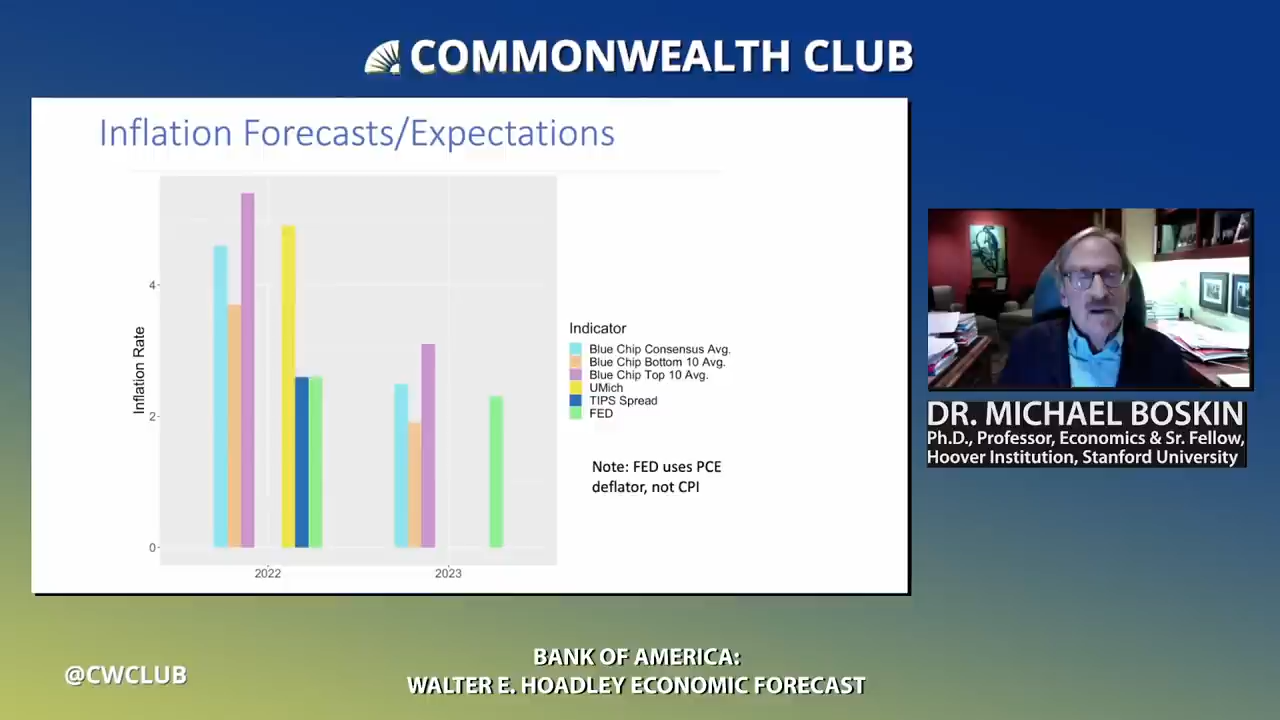 COMMONWEALTH CLUB
Inflation Forecasts/Expectations
Inflation Rate
4
2
0
2022
2023
Indicator
Blue Chip Consensus Avg.
Blue Chip Bottom 10 Avg.
Blue Chip Top 10 Avg.
UMich
TIPS Spread
FED
Note: FED uses PCE
deflator, not CPI
DR. MICHAEL BOSKIN
Ph.D., Professor, Economics & Sr. Fellow,
Hoover Institution, Stanford University
@CWCLUB
BANK OF AMERICA:
WALTER E. HOADLEY ECONOMIC FORECAST